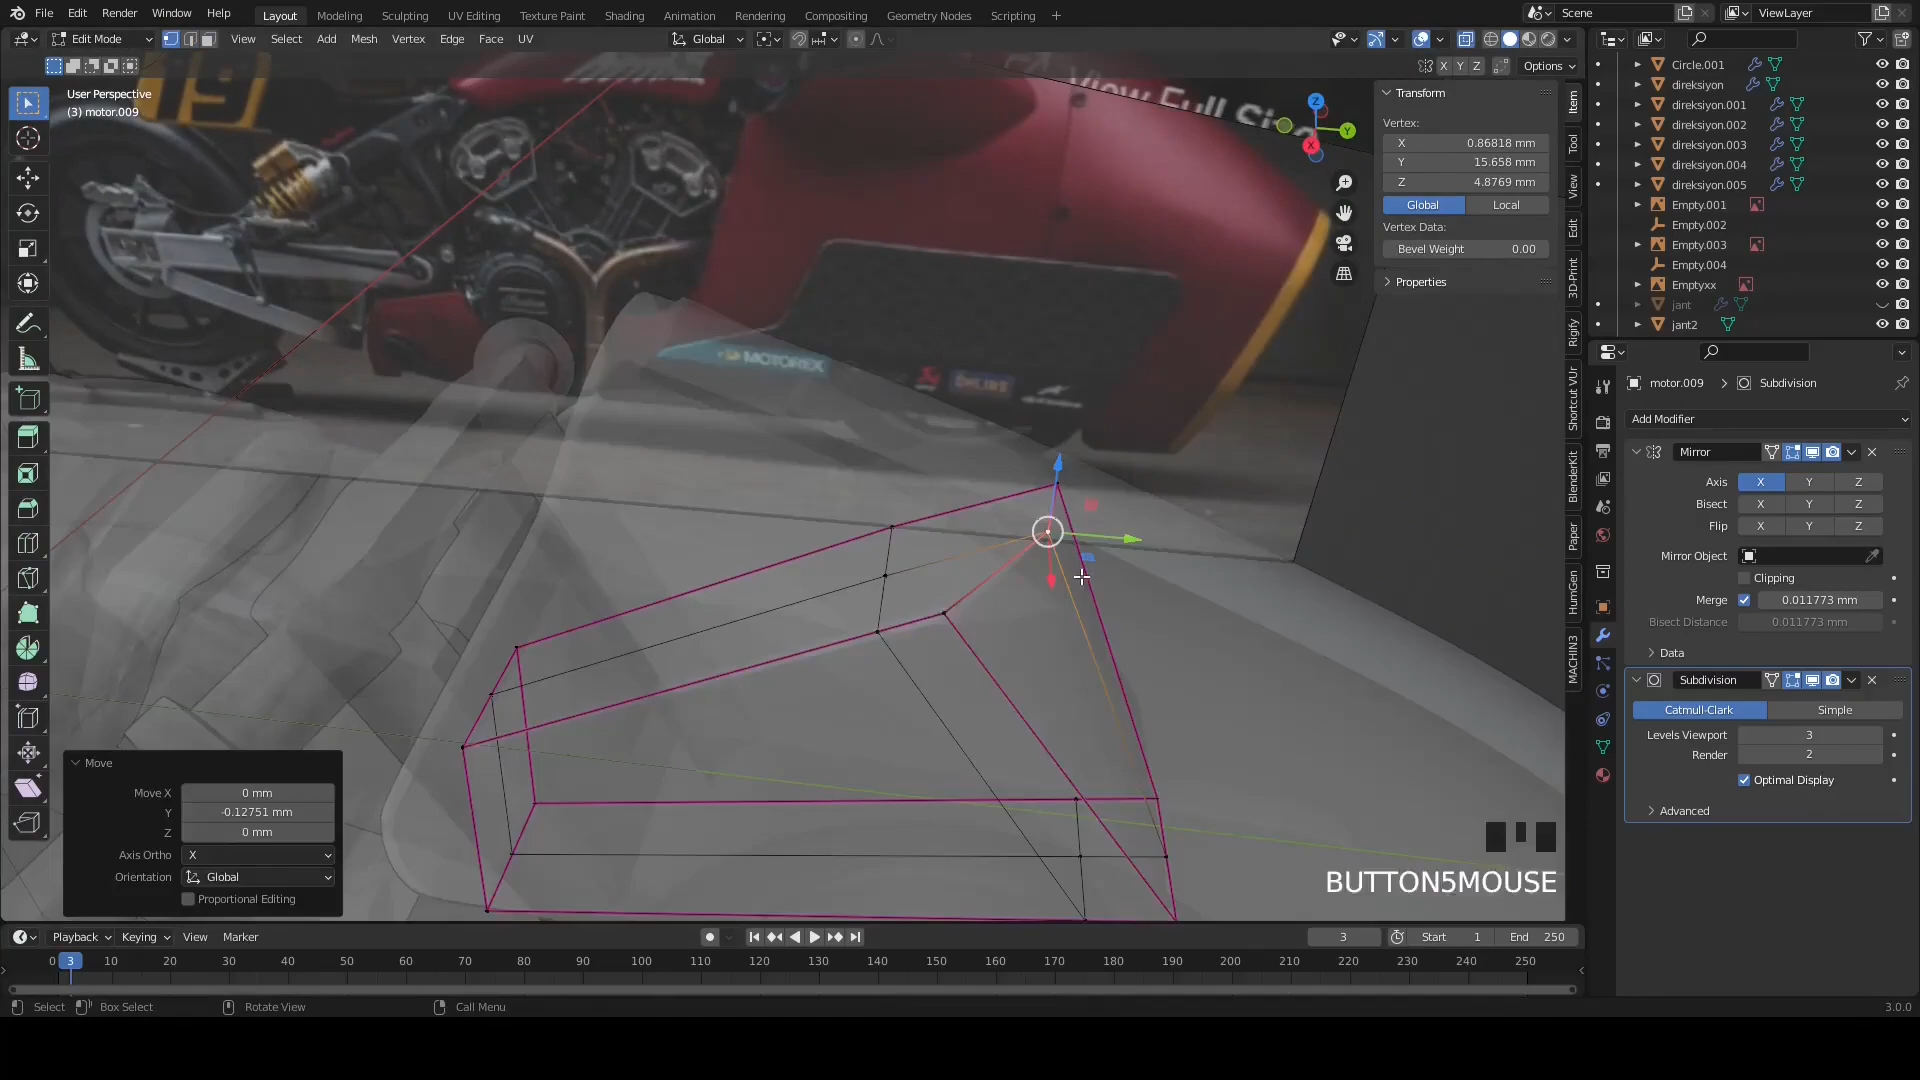 File Edit Render Window Help
Layout Modeling Sculpting UV Editing Texture Paint Shading Animation Rendering Compositing Geometry Nodes Scripting +
Scene
ViewLayer
Edit Mode View Select Add Mesh Vertex Edge Face UV
Global
X Y Z Options
User Perspective
(3) motor.009
View Full Size
Z
Y
X
MOTOREX
ÖHLINS
Transform
Vertex:
X 0.86818 mm
Y 15.658 mm
Z 4.8769 mm
Global Local
Vertex Data:
Bevel Weight 0.00
Properties
Item
Tool
View
Edit
3D-Print
Rigify
Shortcut VUr
BlenderKit
Paper
HumGen
MACHIN3
Circle.001
direksiyon
direksiyon.001
direksiyon.002
direksiyon.003
direksiyon.004
direksiyon.005
Empty.001
Empty.002
Empty.003
Empty.004
Emptyxx
jant
jant2
motor.009 Subdivision
Add Modifier
Mirror
Axis X Y Z
Bisect X Y Z
Flip X Y Z
Mirror Object
Clipping
Merge 0.011773 mm
Bisect Distance 0.011773 mm
Data
Subdivision
Catmull-Clark Simple
Levels Viewport 3
Render 2
Optimal Display
Advanced
Move
Move X 0 mm
Y -0.12751 mm
Z 0 mm
Axis Ortho X
Orientation Global
Proportional Editing
BUTTON5MOUSE
Playback Keying View Marker
3 Start 1 End 250
0 3 10 20 30 40 50 60 70 80 90 100 110 120 130 140 150 160 170 180 190 200 210 220 230 240 250
Select Box Select Rotate View Call Menu
3.0.0